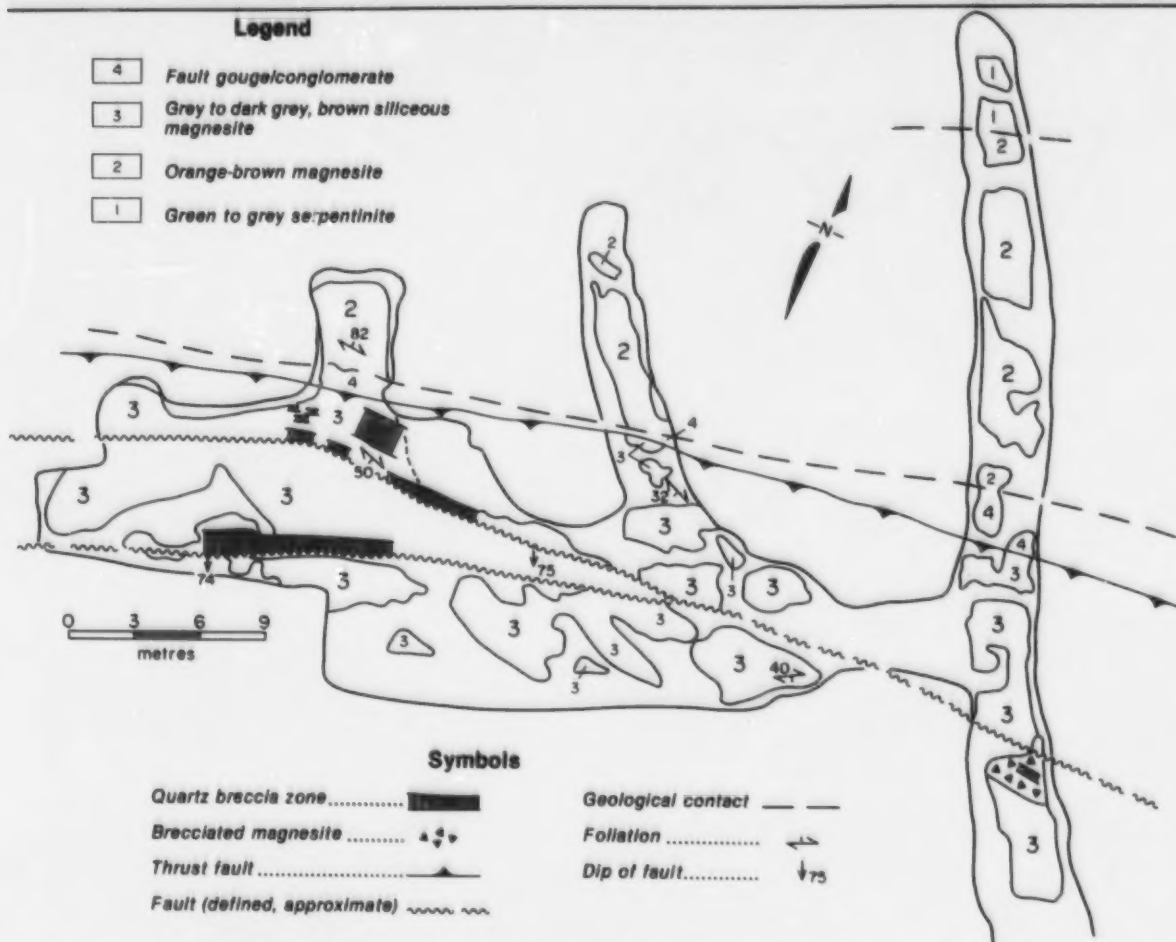 Legend
4 Fault gouge/conglomerate
3 Grey to dark grey, brown siliceous
magnesite
2 Orange-brown magnesite
1 Green to grey serpentinite
N
1
1
2
2
2
2
4
4
3
3
3
3
2
2
4
3
32
3
3
3
3
2
82
4
3
3
50
3
3
75
74
3
3
3
3
3
3
3
40
0 3 6 9
metres
Symbols
Quartz breccia zone
Brecciated magnesite
Thrust fault
Fault (defined, approximate)
Geological contact
Foliation
Dip of fault 75